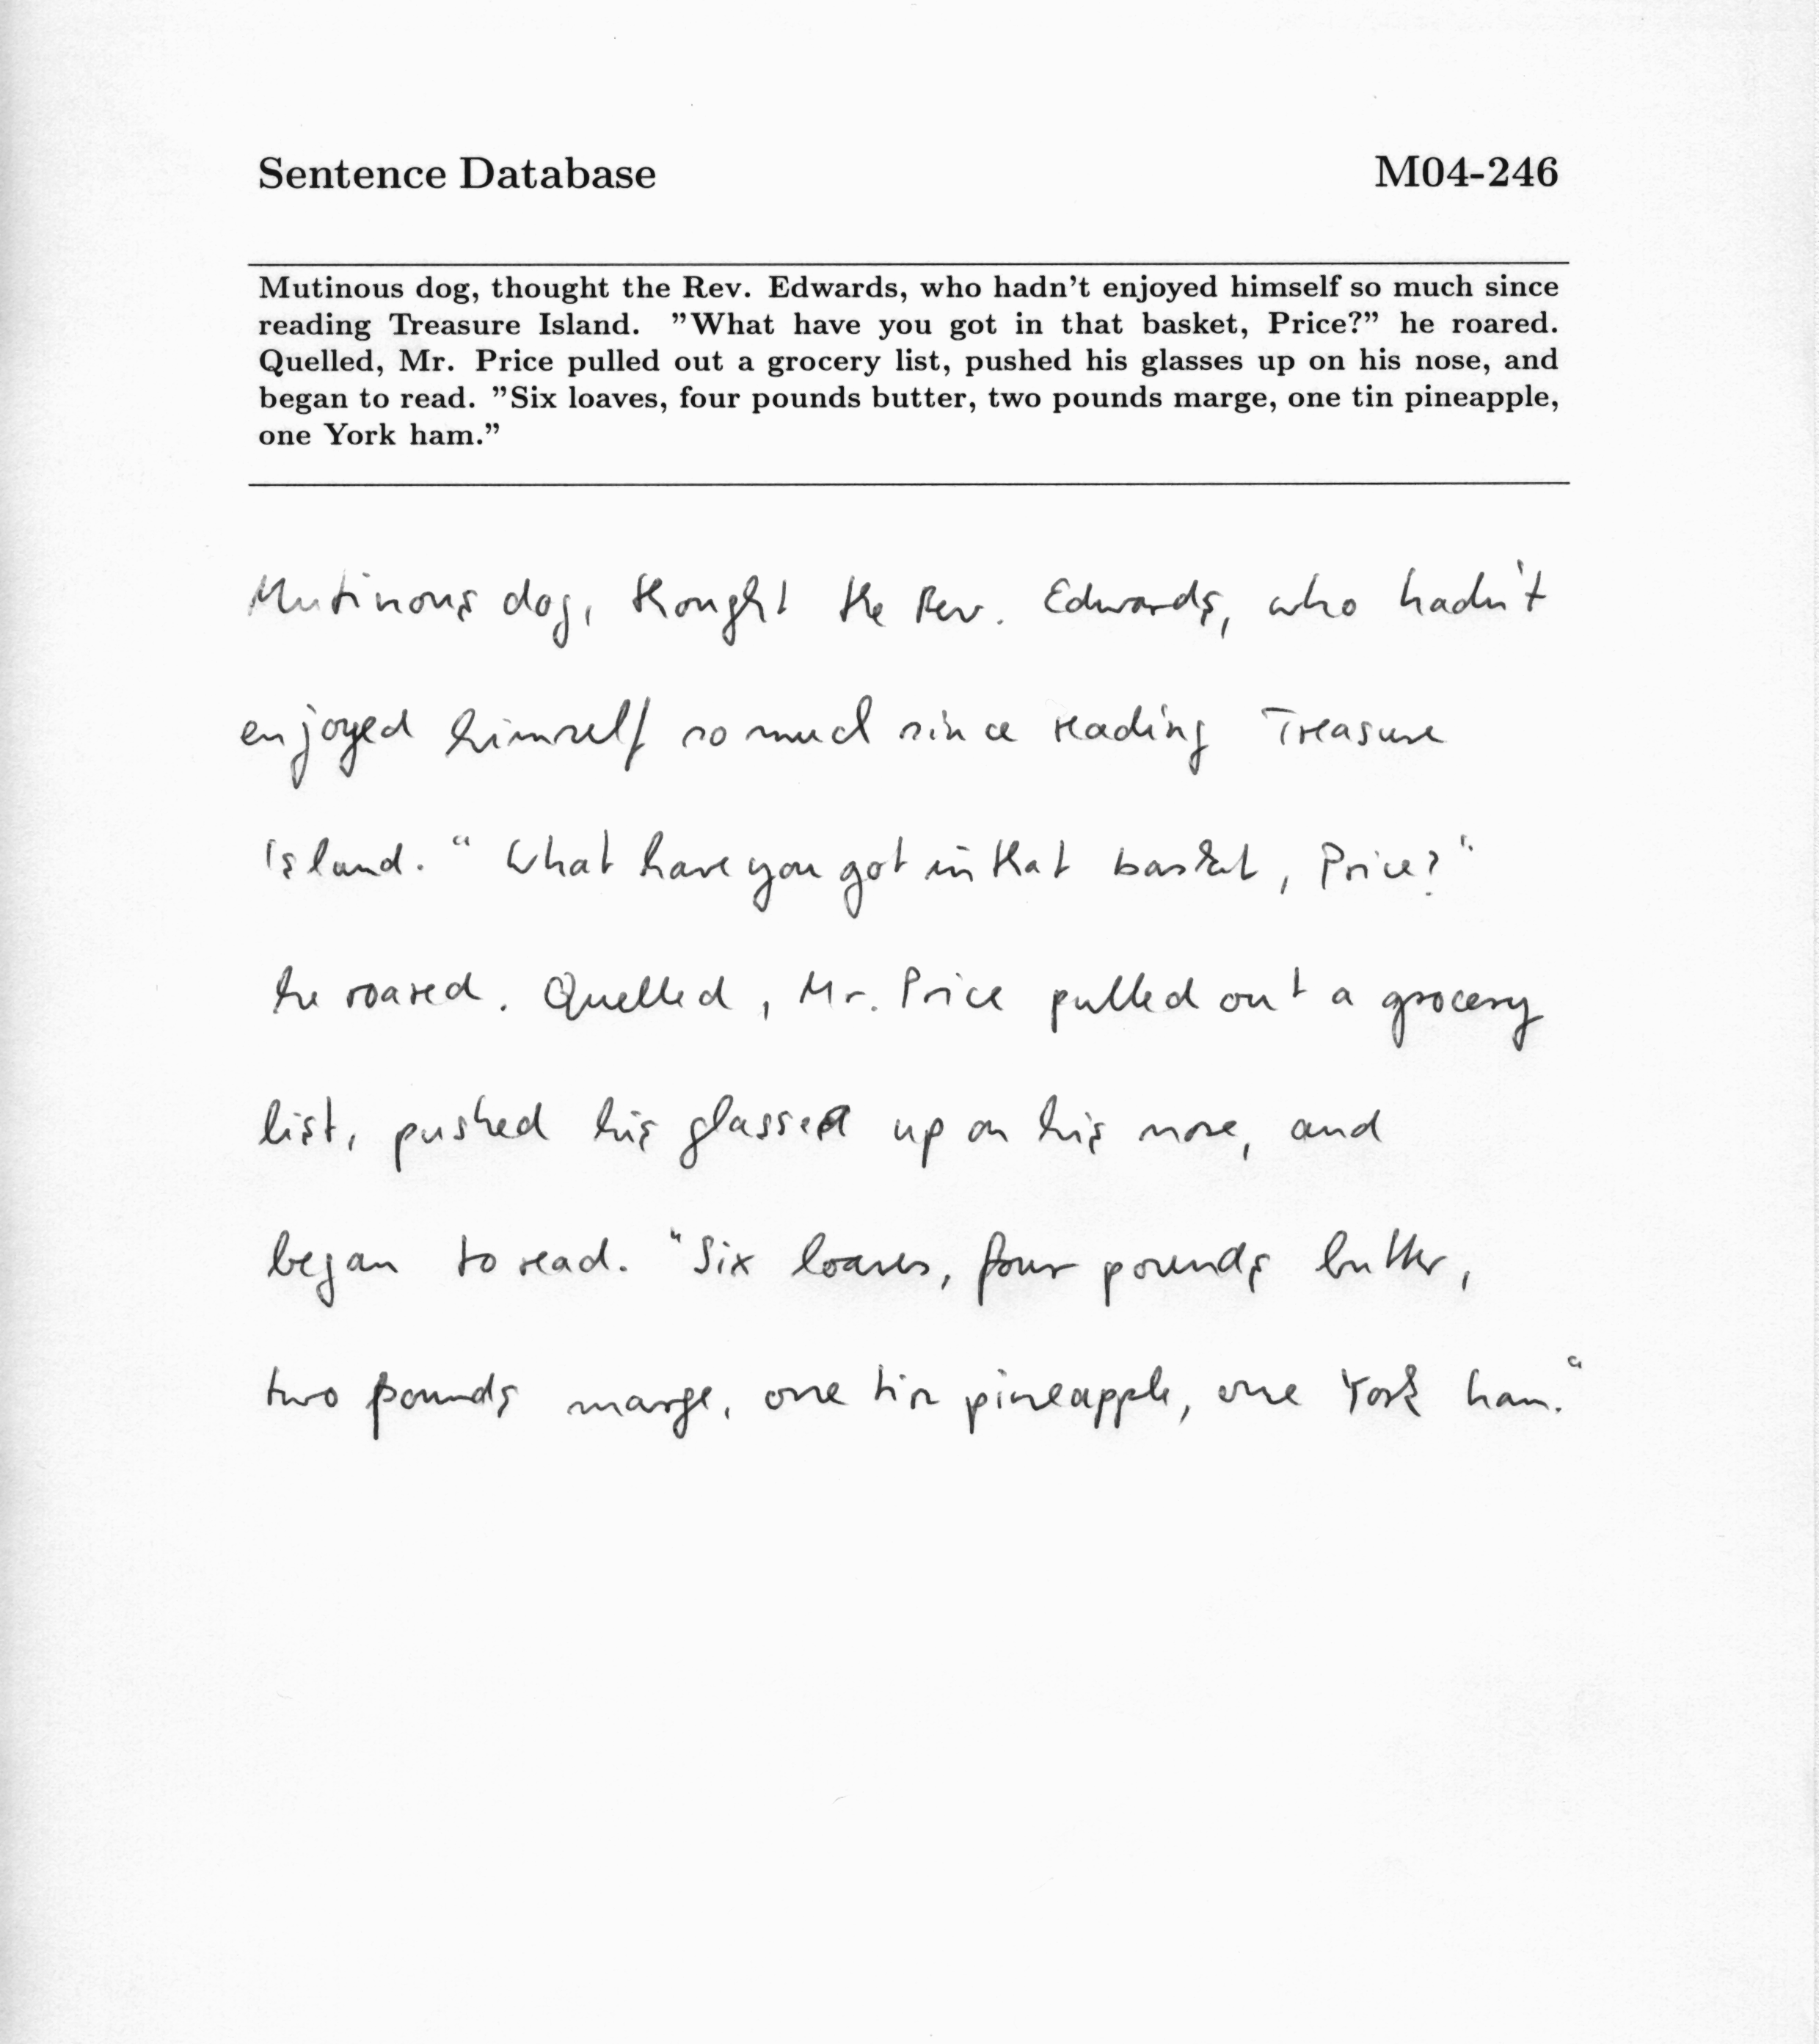 Sentence Database M04-246
Mutinous dog, thought the Rev. Edwards, who hadn't enjoyed himself so much since
reading Treasure Island. "What have you got in that basket, Price?" he roared.
Quelled, Mr. Price pulled out a grocery list, pushed his glasses up on his nose, and
began to read. "Six loaves, four pounds butter, two pounds marge, one tin pineapple,
one York ham."
Mutinous dog, thought the Rev. Edwards, who hadn't
enjoyed himself so much since reading Treasure
Island. "What have you got in that basket, Price?"
he roared. Quelled, Mr. Price pulled out a grocery
list, pushed his glasses up on his nose, and
began to read. "Six loaves, four pounds butter,
two pounds marge, one tin pineapple, one York ham."